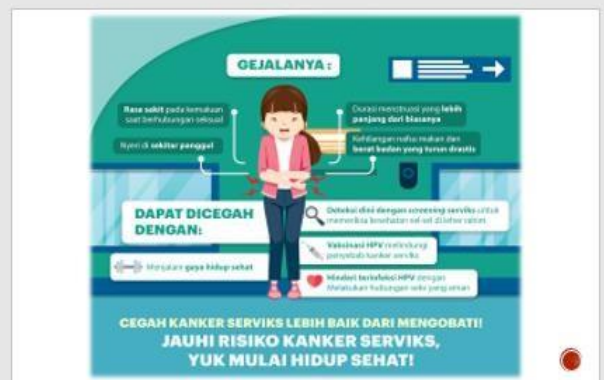 GEJALANYA :
Rasa sakit pada kemaluan
saat berhubungan seksual
Durasi menstruasi yang lebih
panjang dari biasanya
Nyeri di sekitar panggul
Kehilangan nafsu makan dan
berat badan yang turun drastis
DAPAT DICEGAH
DENGAN:
Deteksi dini dengan screening serviks untuk
memeriksa kesehatan sel-sel di leher rahim.
Vaksinasi HPV melindungi
penyebab kanker serviks
Menjalani gaya hidup sehat
Hindari terinfeksi HPV dengan
Melakukan hubungan seks yang aman
CEGAH KANKER SERVIKS LEBIH BAIK DARI MENGOBATI!
JAUHI RISIKO KANKER SERVIKS,
YUK MULAI HIDUP SEHAT!